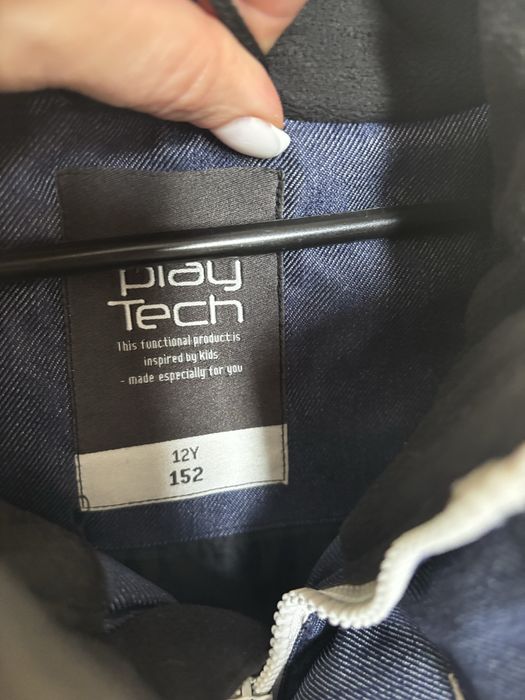 play
Tech
This functional product is
inspired by kids
- made especially for you
12Y
152